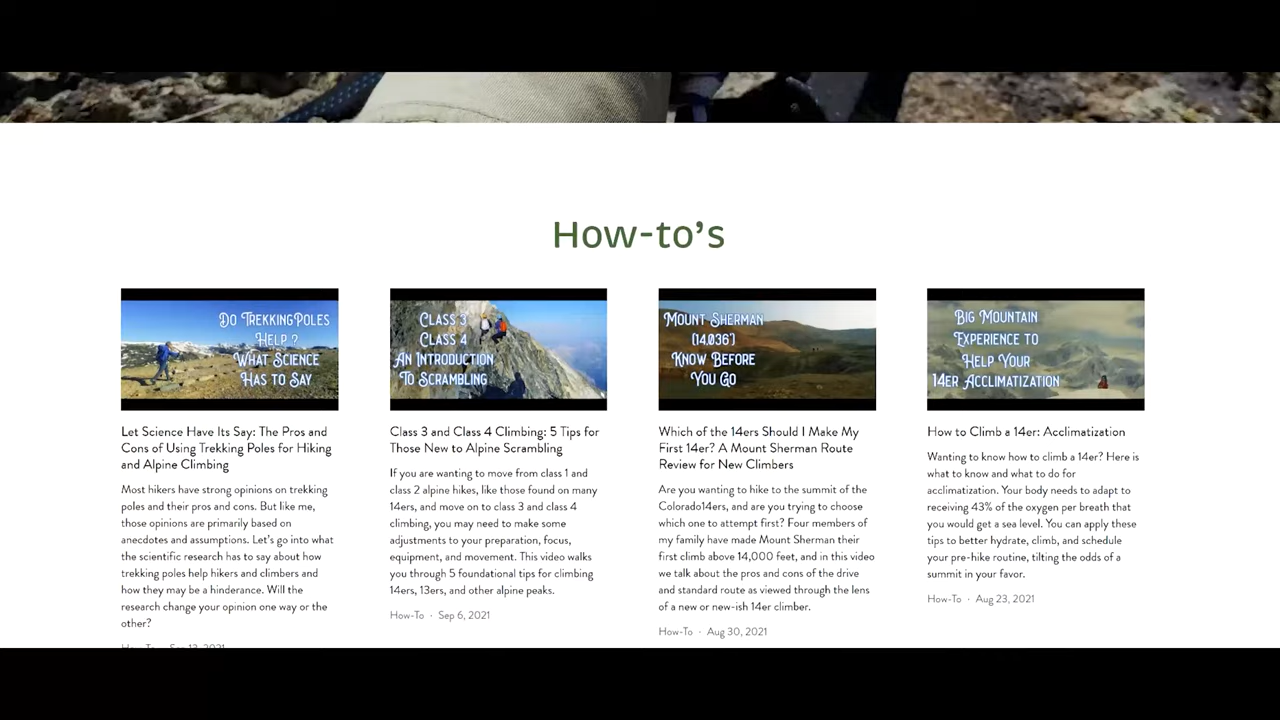 How-to's
Do Trekking Poles
Help ?
What Science
Has to Say
Let Science Have Its Say: The Pros and
Cons of Using Trekking Poles for Hiking
and Alpine Climbing
Most hikers have strong opinions on trekking
poles and their pros and cons. But like me,
those opinions are primarily based on
anecdotes and assumptions. Let's go into what
the scientific research has to say about how
trekking poles help hikers and climbers and
how they may be a hinderance. Will the
research change your opinion one way or the
other?
How-To · Sep 13, 2021
Class 3
Class 4
An Introduction
To Scrambling
Class 3 and Class 4 Climbing: 5 Tips for
Those New to Alpine Scrambling
If you are wanting to move from class 1 and
class 2 alpine hikes, like those found on many
14ers, and move on to class 3 and class 4
climbing, you may need to make some
adjustments to your preparation, focus,
equipment, and movement. This video walks
you through 5 foundational tips for climbing
14ers, 13ers, and other alpine peaks.
How-To · Sep 6, 2021
Mount Sherman
(14,036')
Know Before
You Go
Which of the 14ers Should I Make My
First 14er? A Mount Sherman Route
Review for New Climbers
Are you wanting to hike to the summit of the
Colorado14ers, and are you trying to choose
which one to attempt first? Four members of
my family have made Mount Sherman their
first climb above 14,000 feet, and in this video
we talk about the pros and cons of the drive
and standard route as viewed through the lens
of a new or new-ish 14er climber.
How-To · Aug 30, 2021
Big Mountain
Experience to
Help Your
14er Acclimatization
How to Climb a 14er: Acclimatization
Wanting to know how to climb a 14er? Here is
what to know and what to do for
acclimatization. Your body needs to adapt to
receiving 43% of the oxygen per breath that
you would get a sea level. You can apply these
tips to better hydrate, climb, and schedule
your pre-hike routine, tilting the odds of a
summit in your favor.
How-To · Aug 23, 2021